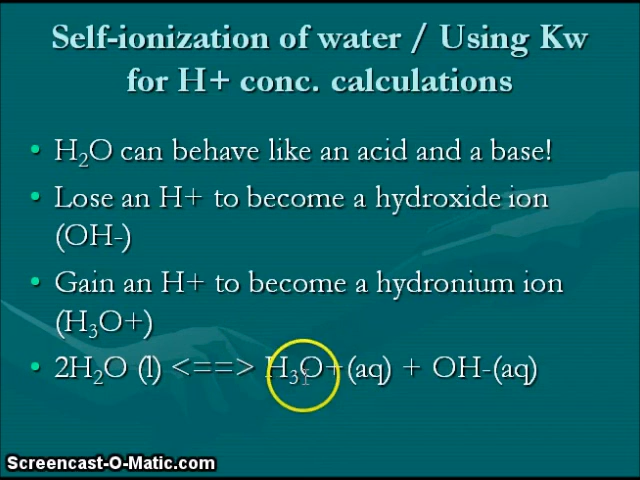 Self-ionization of water / Using Kw
for H+ conc. calculations
• H₂O can behave like an acid and a base!
• Lose an H+ to become a hydroxide ion
(OH-)
• Gain an H+ to become a hydronium ion
(H₃O+)
• 2H₂O (l) <==> H₃O+(aq) + OH-(aq)
Screencast-O-Matic.com